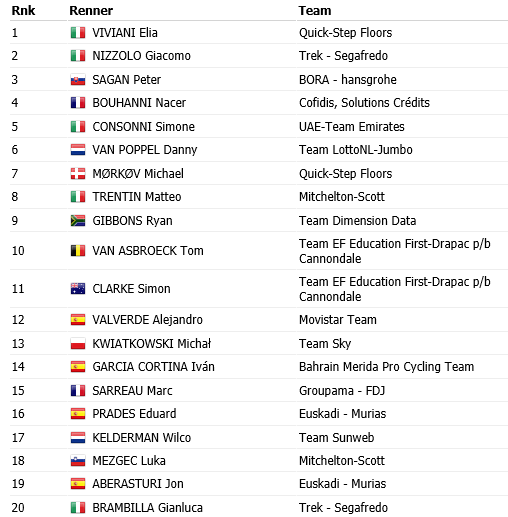 Rnk Renner Team
1 VIVIANI Elia Quick-Step Floors
2 NIZZOLO Giacomo Trek - Segafredo
3 SAGAN Peter BORA - hansgrohe
4 BOUHANNI Nacer Cofidis, Solutions Crédits
5 CONSONNI Simone UAE-Team Emirates
6 VAN POPPEL Danny Team LottoNL-Jumbo
7 MØRKØV Michael Quick-Step Floors
8 TRENTIN Matteo Mitchelton-Scott
9 GIBBONS Ryan Team Dimension Data
10 VAN ASBROECK Tom Team EF Education First-Drapac p/b
Cannondale
11 CLARKE Simon Team EF Education First-Drapac p/b
Cannondale
12 VALVERDE Alejandro Movistar Team
13 KWIATKOWSKI Michał Team Sky
14 GARCIA CORTINA Iván Bahrain Merida Pro Cycling Team
15 SARREAU Marc Groupama - FDJ
16 PRADES Eduard Euskadi - Murias
17 KELDERMAN Wilco Team Sunweb
18 MEZGEC Luka Mitchelton-Scott
19 ABERASTURI Jon Euskadi - Murias
20 BRAMBILLA Gianluca Trek - Segafredo